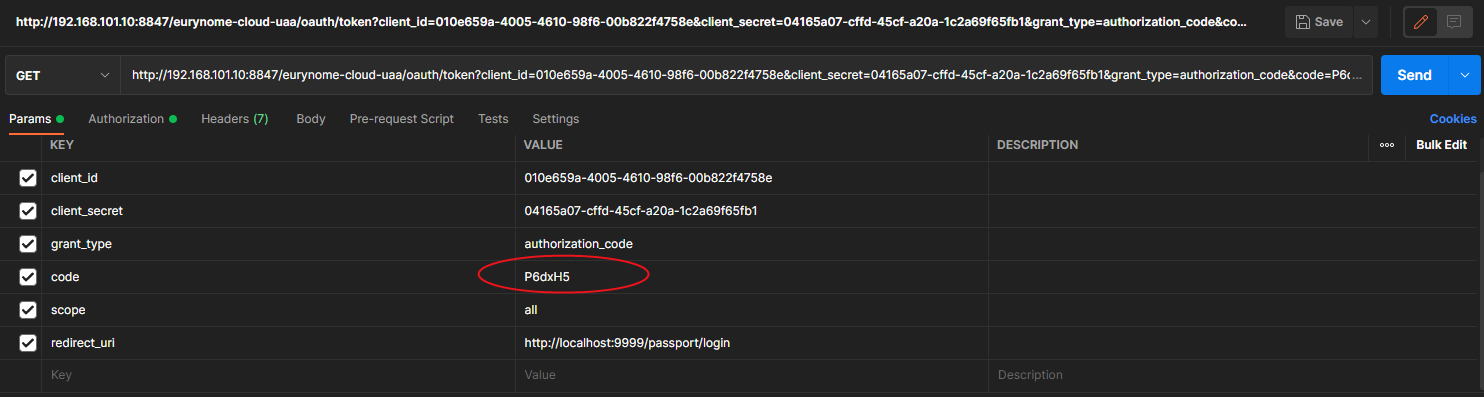 http://192.168.101.10:8847/eurynome-cloud-uaa/oauth/token?client_id=010e659a-4005-4610-98f6-00b822f4758e&client_secret=04165a07-cffd-45cf-a20a-1c2a69f65fb1&grant_type=authorization_code&co... Save
GET http://192.168.101.10:8847/eurynome-cloud-uaa/oauth/token?client_id=010e659a-4005-4610-98f6-00b822f4758e&client_secret=04165a07-cffd-45cf-a20a-1c2a69f65fb1&grant_type=authorization_code&code=P6c... Send
Params Authorization Headers (7) Body Pre-request Script Tests Settings Cookies
KEY VALUE DESCRIPTION ooo Bulk Edit
client_id 010e659a-4005-4610-98f6-00b822f4758e
client_secret 04165a07-cffd-45cf-a20a-1c2a69f65fb1
grant_type authorization_code
code P6dxH5
scope all
redirect_uri http://localhost:9999/passport/login
Key Value Description